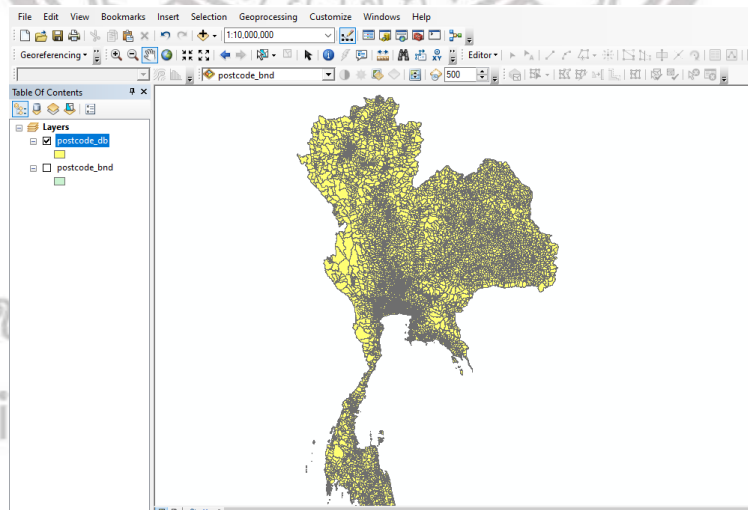 File Edit View Bookmarks Insert Selection Geoprocessing Customize Windows Help
1:10,000,000
Georeferencing Editor
postcode_bnd 500
Table Of Contents
Layers
postcode_db
postcode_bnd